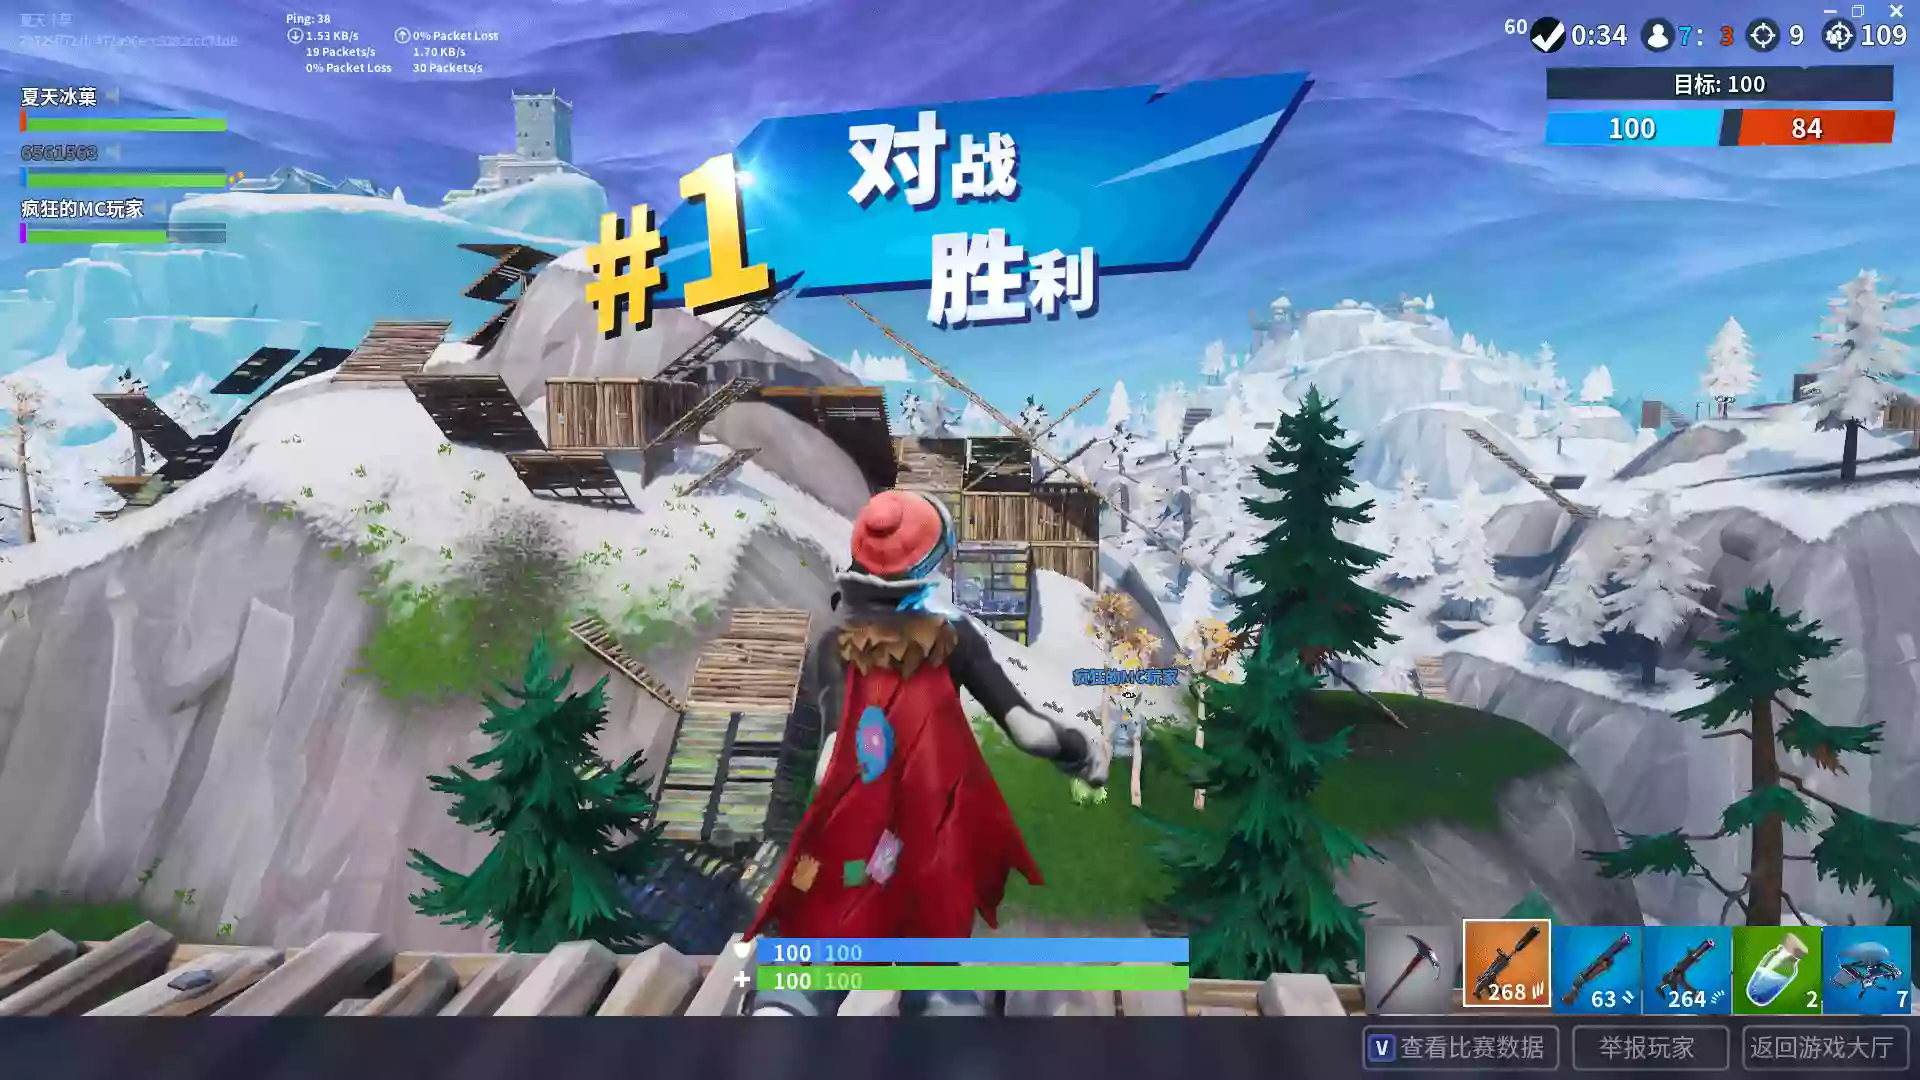 Ping: 38
1.53 KB/s
0% Packet Loss
19 Packets/s
1.70 KB/s
0% Packet Loss
30 Packets/s
60
0:34
7: 3
9
109
目标: 100
100
84
夏天冰菓
6561563
疯狂的MC玩家
#1
对战
胜利
疯狂的MC玩家
100 100
100 100
268
63
264
2
7
V 查看比赛数据
举报玩家
返回游戏大厅